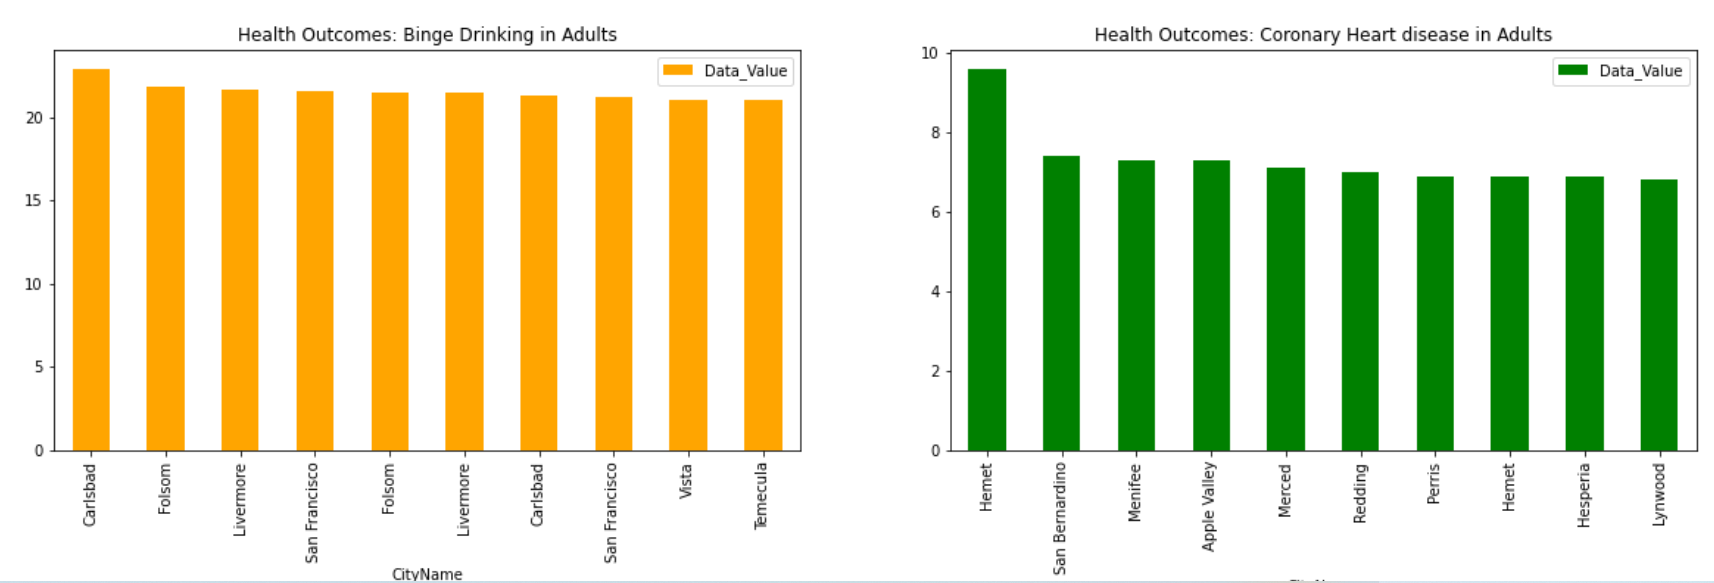 Health Outcomes: Binge Drinking in Adults
Data_Value
20
15
10
5
0
Carlsbad
Folsom
Livermore
San Francisco
Folsom
Livermore
Carlsbad
San Francisco
Vista
Temecula
CityName
Health Outcomes: Coronary Heart disease in Adults
Data_Value
10
8
6
4
2
0
Hemet
San Bernardino
Menifee
Apple Valley
Merced
Redding
Perris
Hemet
Hesperia
Lynwood